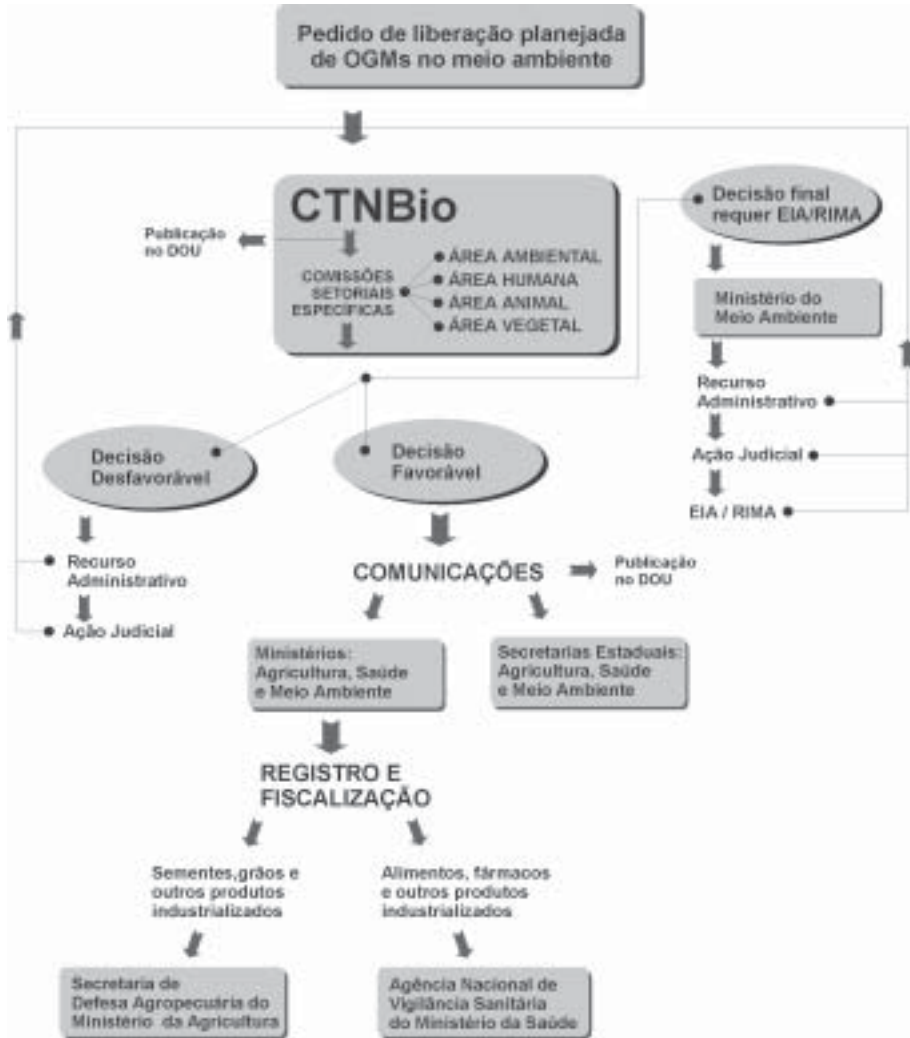 Pedido de liberação planejada
de OGMs no meio ambiente
CTNBio
Publicação
no DOU
COMISSÕES
SETORIAIS
ESPECÍFICAS
ÁREA AMBIENTAL
ÁREA HUMANA
ÁREA ANIMAL
ÁREA VEGETAL
Decisão final
requer EIA/RIMA
Ministério do
Meio Ambiente
Recurso
Administrativo
Ação Judicial
EIA / RIMA
Decisão
Desfavorável
Decisão
Favorável
Recurso
Administrativo
Ação Judicial
COMUNICAÇÕES
Publicação
no DOU
Ministérios:
Agricultura, Saúde
e Meio Ambiente
Secretarias Estaduais:
Agricultura, Saúde
e Meio Ambiente
REGISTRO E
FISCALIZAÇÃO
Sementes,grãos e
outros produtos
industrializados
Alimentos, fármacos
e outros produtos
industrializados
Secretaria de
Defesa Agropecuária do
Ministério da Agricultura
Agência Nacional de
Vigilância Sanitária
do Ministério da Saúde